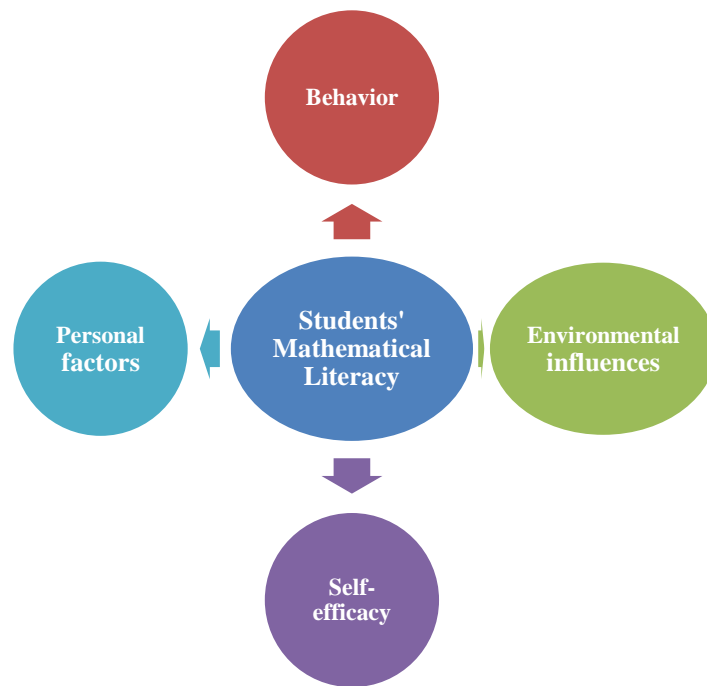 Behavior
Personal
factors
Students'
Mathematical
Literacy
Environmental
influences
Self-
efficacy